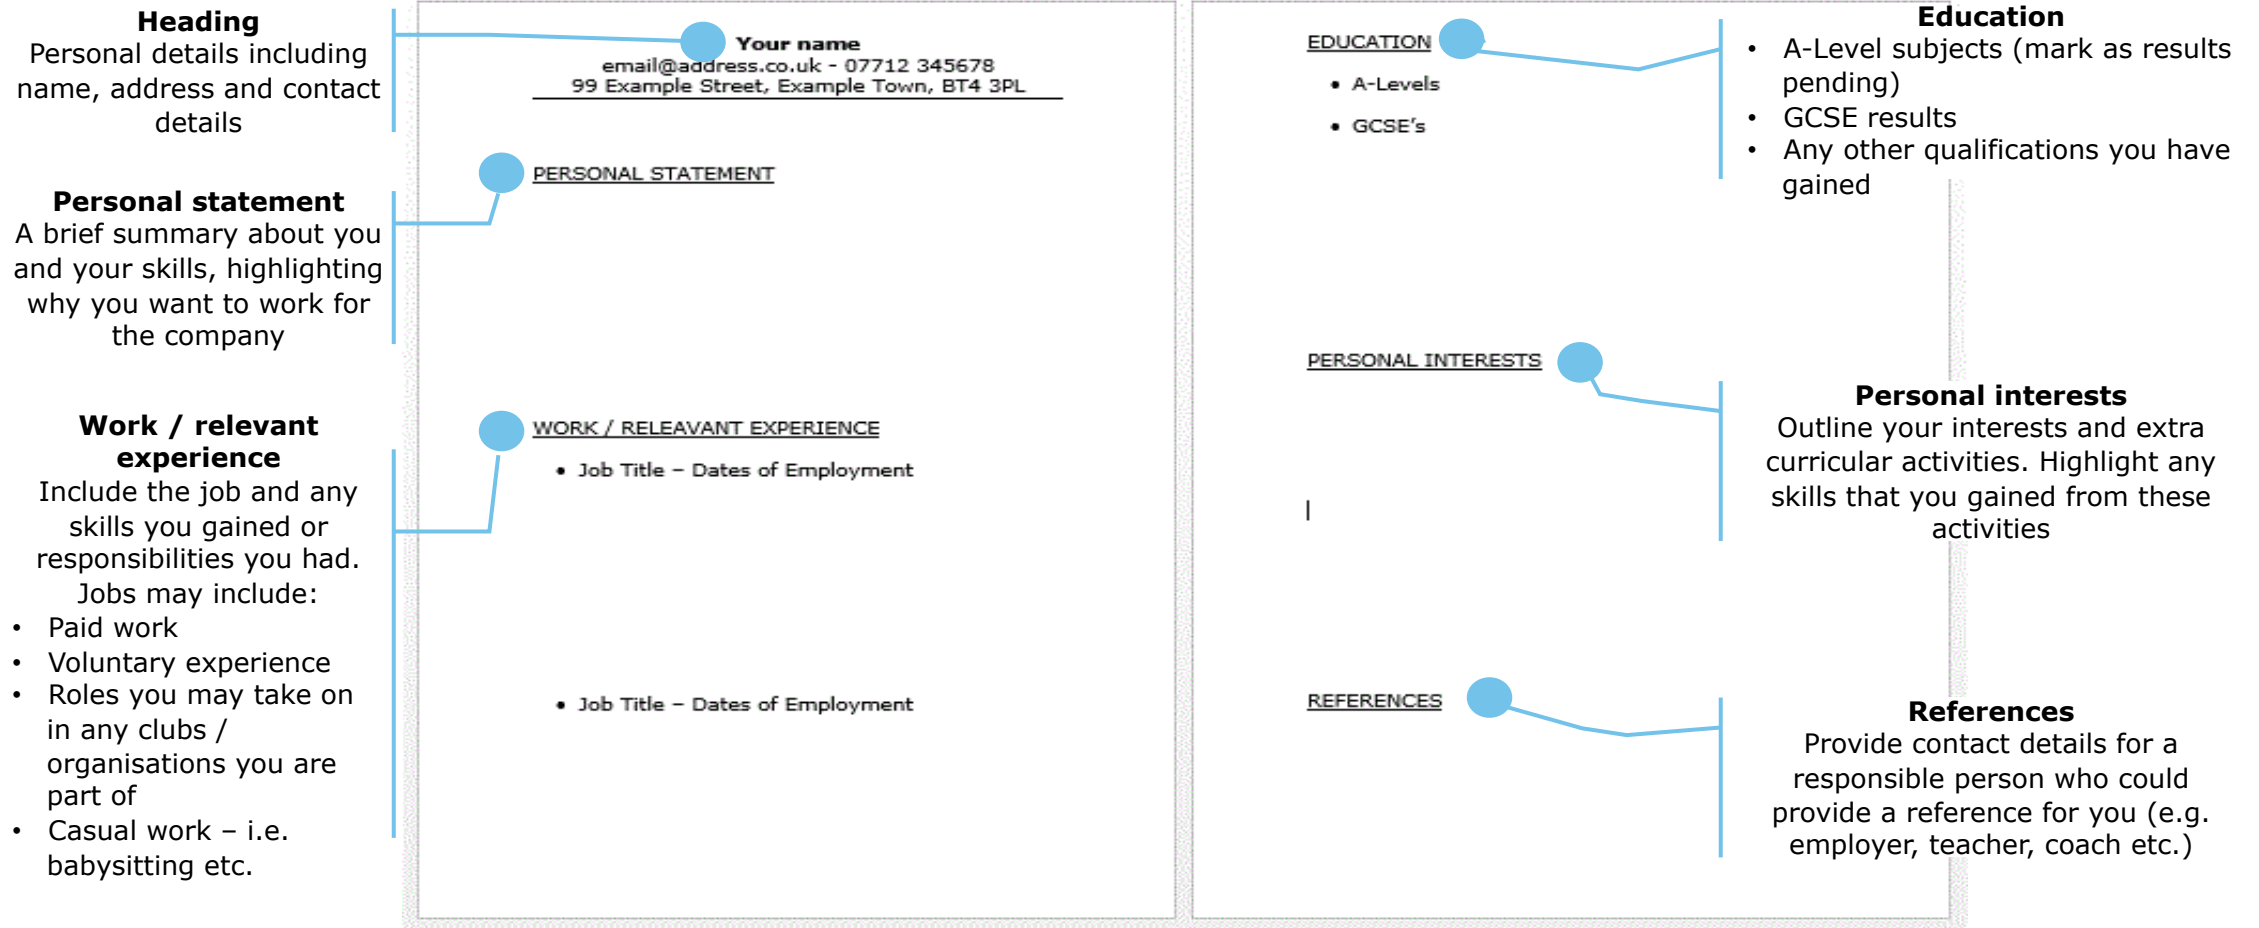 Heading
Personal details including
name, address and contact
details
Personal statement
A brief summary about you
and your skills, highlighting
why you want to work for
the company
Work / relevant
experience
Include the job and any
skills you gained or
responsibilities you had.
Jobs may include:
• Paid work
• Voluntary experience
• Roles you may take on
in any clubs /
organisations you are
part of
• Casual work – i.e.
babysitting etc.
Your name
email@address.co.uk - 07712 345678
99 Example Street, Example Town, BT4 3PL
PERSONAL STATEMENT
WORK / RELEAVANT EXPERIENCE
• Job Title – Dates of Employment
• Job Title – Dates of Employment
EDUCATION
• A-Levels
• GCSE’s
PERSONAL INTERESTS
REFERENCES
Education
• A-Level subjects (mark as results
pending)
• GCSE results
• Any other qualifications you have
gained
Personal interests
Outline your interests and extra
curricular activities. Highlight any
skills that you gained from these
activities
References
Provide contact details for a
responsible person who could
provide a reference for you (e.g.
employer, teacher, coach etc.)